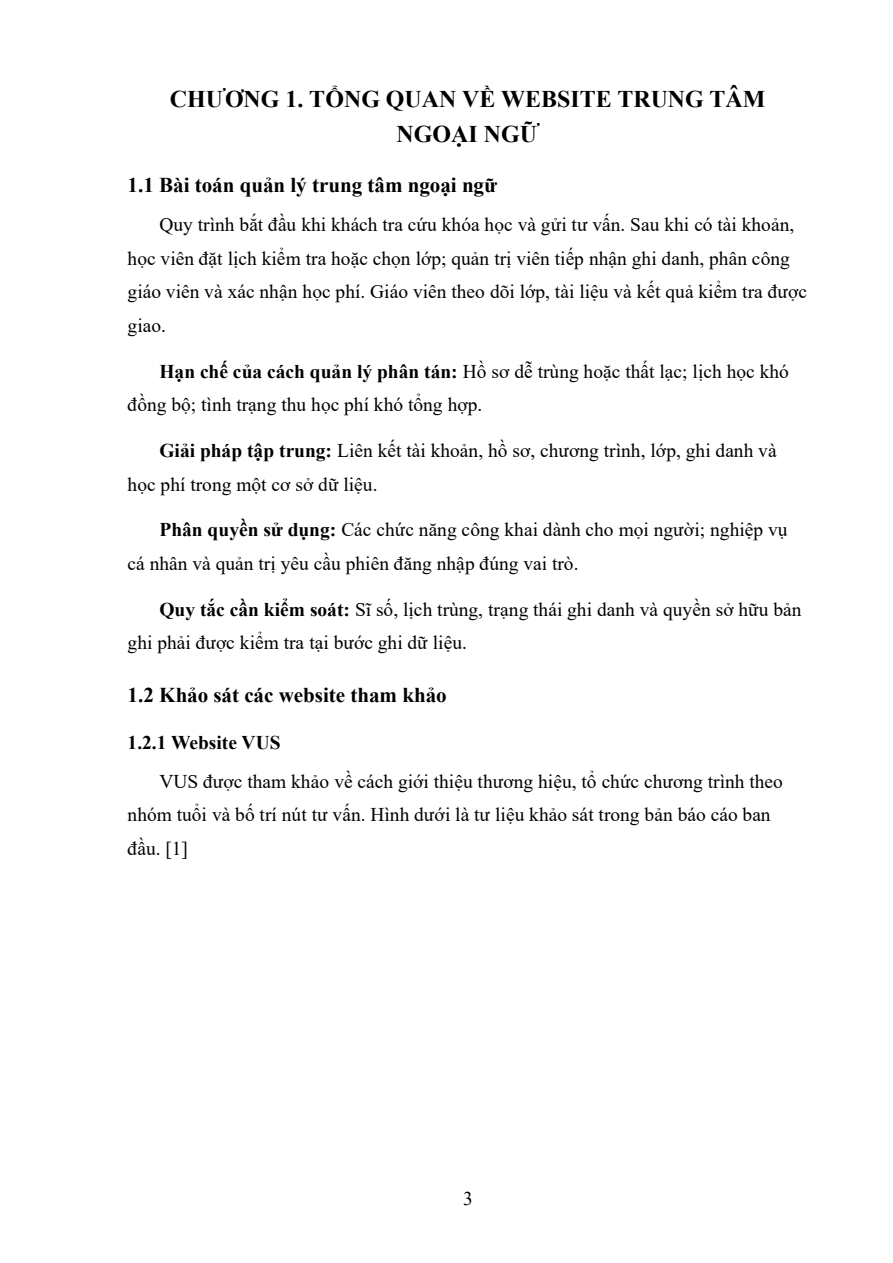 CHƯƠNG 1. TỔNG QUAN VỀ WEBSITE TRUNG TÂM
NGOẠI NGỮ
1.1 Bài toán quản lý trung tâm ngoại ngữ
Quy trình bắt đầu khi khách tra cứu khóa học và gửi tư vấn. Sau khi có tài khoản,
học viên đặt lịch kiểm tra hoặc chọn lớp; quản trị viên tiếp nhận ghi danh, phân công
giáo viên và xác nhận học phí. Giáo viên theo dõi lớp, tài liệu và kết quả kiểm tra được
giao.
Hạn chế của cách quản lý phân tán: Hồ sơ dễ trùng hoặc thất lạc; lịch học khó
đồng bộ; tình trạng thu học phí khó tổng hợp.
Giải pháp tập trung: Liên kết tài khoản, hồ sơ, chương trình, lớp, ghi danh và
học phí trong một cơ sở dữ liệu.
Phân quyền sử dụng: Các chức năng công khai dành cho mọi người; nghiệp vụ
cá nhân và quản trị yêu cầu phiên đăng nhập đúng vai trò.
Quy tắc cần kiểm soát: Sĩ số, lịch trùng, trạng thái ghi danh và quyền sở hữu bản
ghi phải được kiểm tra tại bước ghi dữ liệu.
1.2 Khảo sát các website tham khảo
1.2.1 Website VUS
VUS được tham khảo về cách giới thiệu thương hiệu, tổ chức chương trình theo
nhóm tuổi và bố trí nút tư vấn. Hình dưới là tư liệu khảo sát trong bản báo cáo ban
đầu. [1]
3